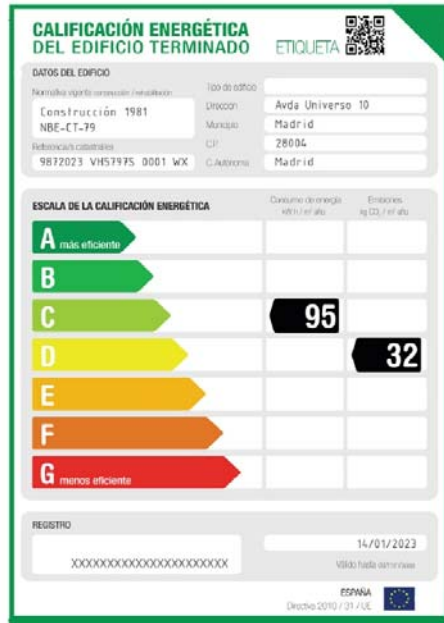 CALIFICACIÓN ENERGÉTICA
DEL EDIFICIO TERMINADO
ETIQUETA
DATOS DEL EDIFICIO
Normativa vigente construcción / rehabilitación
Construcción 1981
NBE-CT-79
Referencia/s catastral/es
9872023 VH5797S 0001 WX
Tipo de edificio
Dirección
Avda Universo 10
Municipio
Madrid
C.P.
28004
C. Autónoma
Madrid
ESCALA DE LA CALIFICACIÓN ENERGÉTICA
Consumo de energía
kW h / m² año
Emisiones
kg CO₂ / m² año
A más eficiente
B
C
95
D
32
E
F
G menos eficiente
REGISTRO
XXXXXXXXXXXXXXXXXXXXXXX
14/01/2023
Válido hasta dd/mm/aaaa
ESPAÑA
Directiva 2010 / 31 / UE